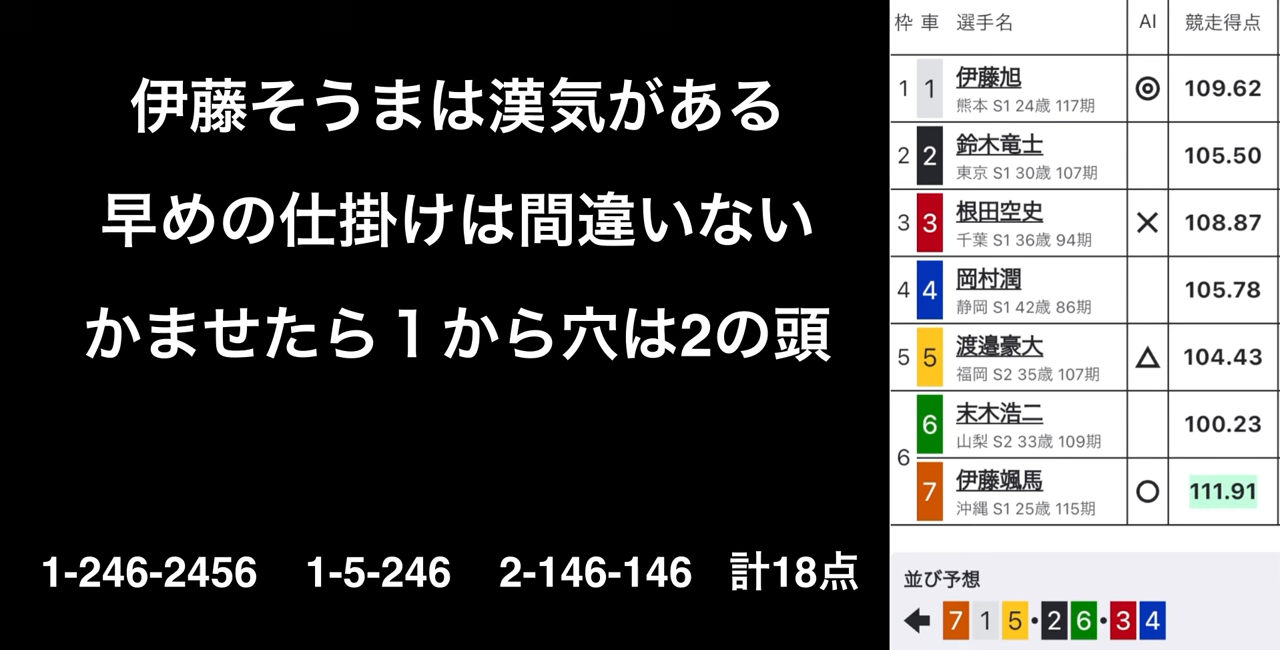 伊藤そうまは漢気がある
早めの仕掛けは間違いない
かませたら１から穴は2の頭
1-246-2456 1-5-246 2-146-146 計18点
枠 車 選手名 AI 競走得点
1 1 伊藤旭 ◎ 109.62
熊本 S1 24歳 117期
2 2 鈴木竜士 105.50
東京 S1 30歳 107期
3 3 根田空史 × 108.87
千葉 S1 36歳 94期
4 4 岡村潤 105.78
静岡 S1 42歳 86期
5 5 渡邉豪大 △ 104.43
福岡 S2 35歳 107期
6 6 末木浩二 100.23
山梨 S2 33歳 109期
7 伊藤颯馬 ○ 111.91
沖縄 S1 25歳 115期
並び予想
← 7 1 5 • 2 6 • 3 4